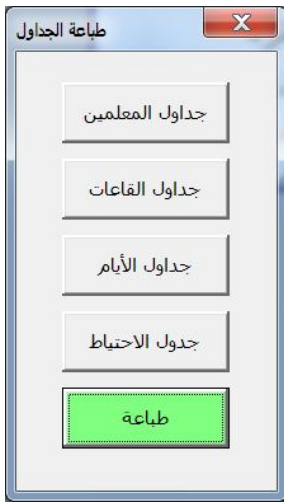 طباعة الجداول
جداول المعلمين
جداول القاعات
جداول الأيام
جدول الاحتياط
طباعة